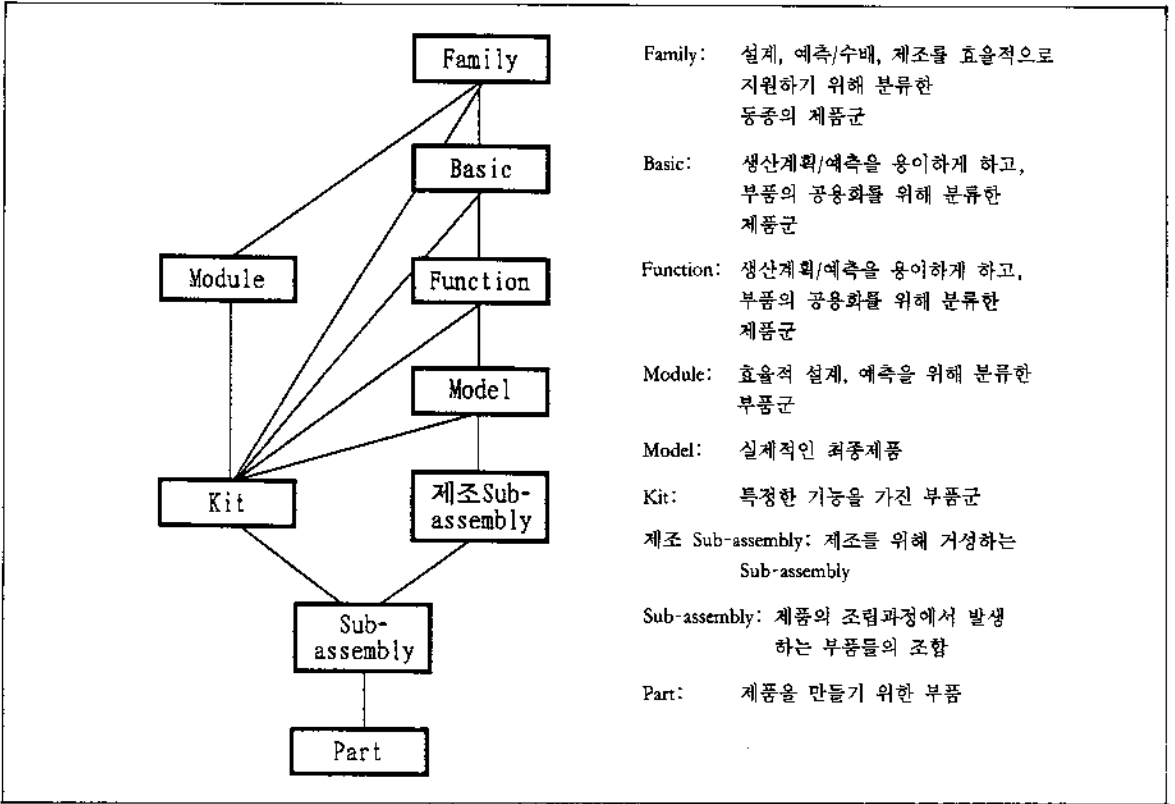 Family
Basic
Module
Function
Model
Kit
제조Sub-
assembly
Sub-
assembly
Part
Family: 설계, 예측/수배, 제조를 효율적으로
지원하기 위해 분류한
동종의 제품군
Basic: 생산계획/예측을 용이하게 하고,
부품의 공용화를 위해 분류한
제품군
Function: 생산계획/예측을 용이하게 하고,
부품의 공용화를 위해 분류한
제품군
Module: 효율적 설계, 예측을 위해 분류한
부품군
Model: 실제적인 최종제품
Kit: 특정한 기능을 가진 부품군
제조 Sub-assembly: 제조를 위해 거성하는
Sub-assembly
Sub-assembly: 제품의 조립과정에서 발생
하는 부품들의 조합
Part: 제품을 만들기 위한 부품